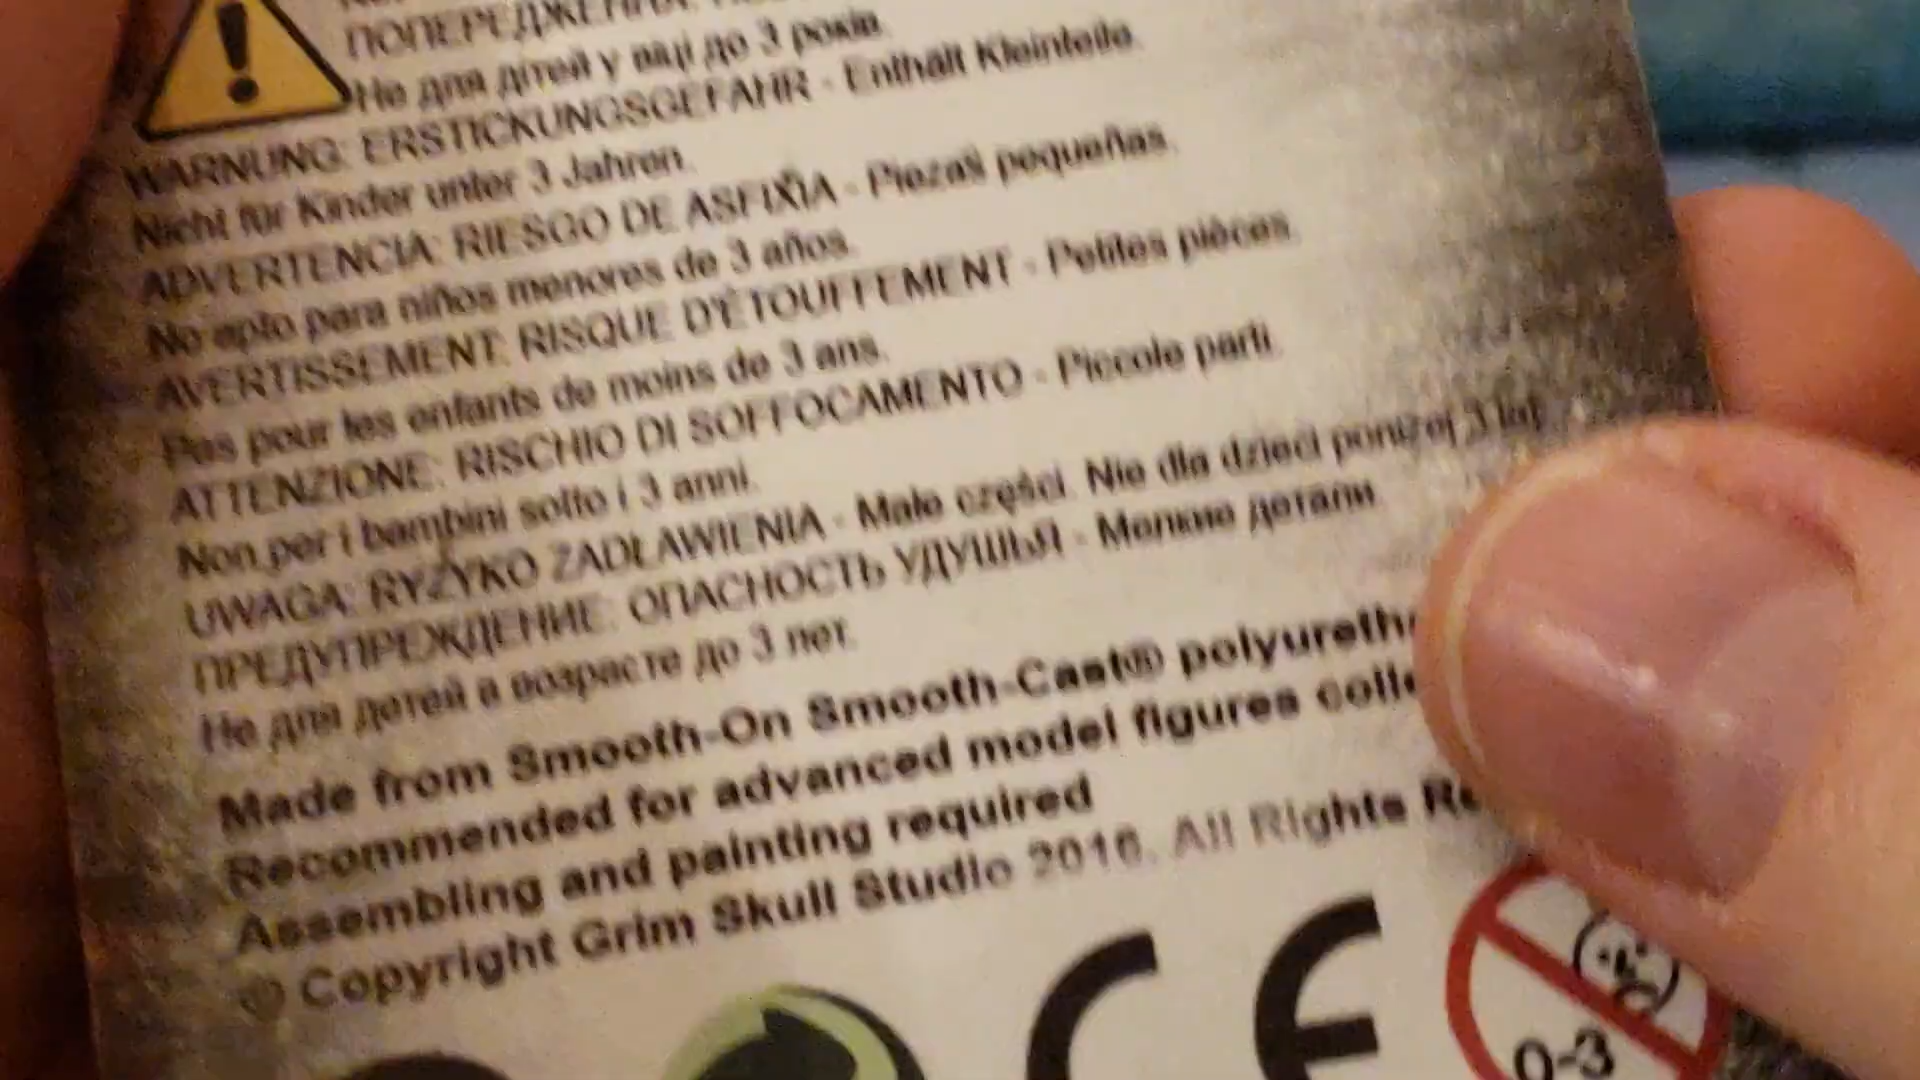 ПОПЕРЕДЖЕННЯ:
Не для дітей у віці до 3 років.
WARNUNG: ERSTICKUNGSGEFAHR - Enthält Kleinteile.
Nicht für Kinder unter 3 Jahren.
ADVERTENCIA: RIESGO DE ASFIXIA - Piezas pequeñas.
No apto para niños menores de 3 años.
AVERTISSEMENT: RISQUE D'ÉTOUFFEMENT - Petites pièces.
Pas pour les enfants de moins de 3 ans.
ATTENZIONE: RISCHIO DI SOFFOCAMENTO - Piccole parti.
Non per i bambini sotto i 3 anni.
UWAGA: RYZYKO ZADŁAWIENIA - Małe części. Nie dla dzieci poniżej 3 lat.
ПРЕДУПРЕЖДЕНИЕ: ОПАСНОСТЬ УДУШЬЯ - Мелкие детали.
Не для детей в возрасте до 3 лет.
Made from Smooth-On Smooth-Cast® polyureth
Recommended for advanced model figures colle
Assembling and painting required
© Copyright Grim Skull Studio 2016. All Rights Re
CE
0-3